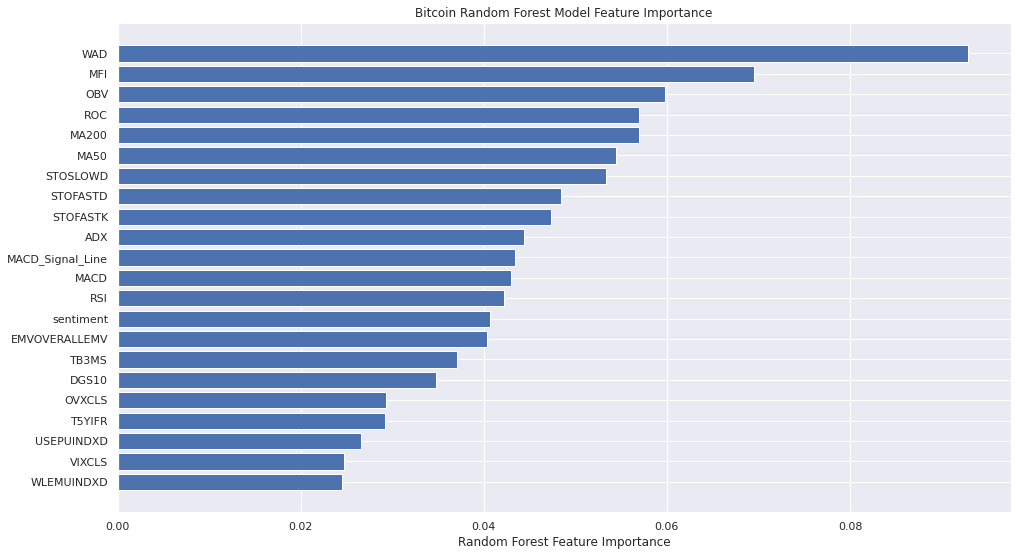 Bitcoin Random Forest Model Feature Importance
WAD
MFI
OBV
ROC
MA200
MA50
STOSLOWD
STOFASTD
STOFASTK
ADX
MACD_Signal_Line
MACD
RSI
sentiment
EMVOVERALLEMV
TB3MS
DGS10
OVXCLS
T5YIFR
USEPUINDXD
VIXCLS
WLEMUINDXD
0.00 0.02 0.04 0.06 0.08
Random Forest Feature Importance